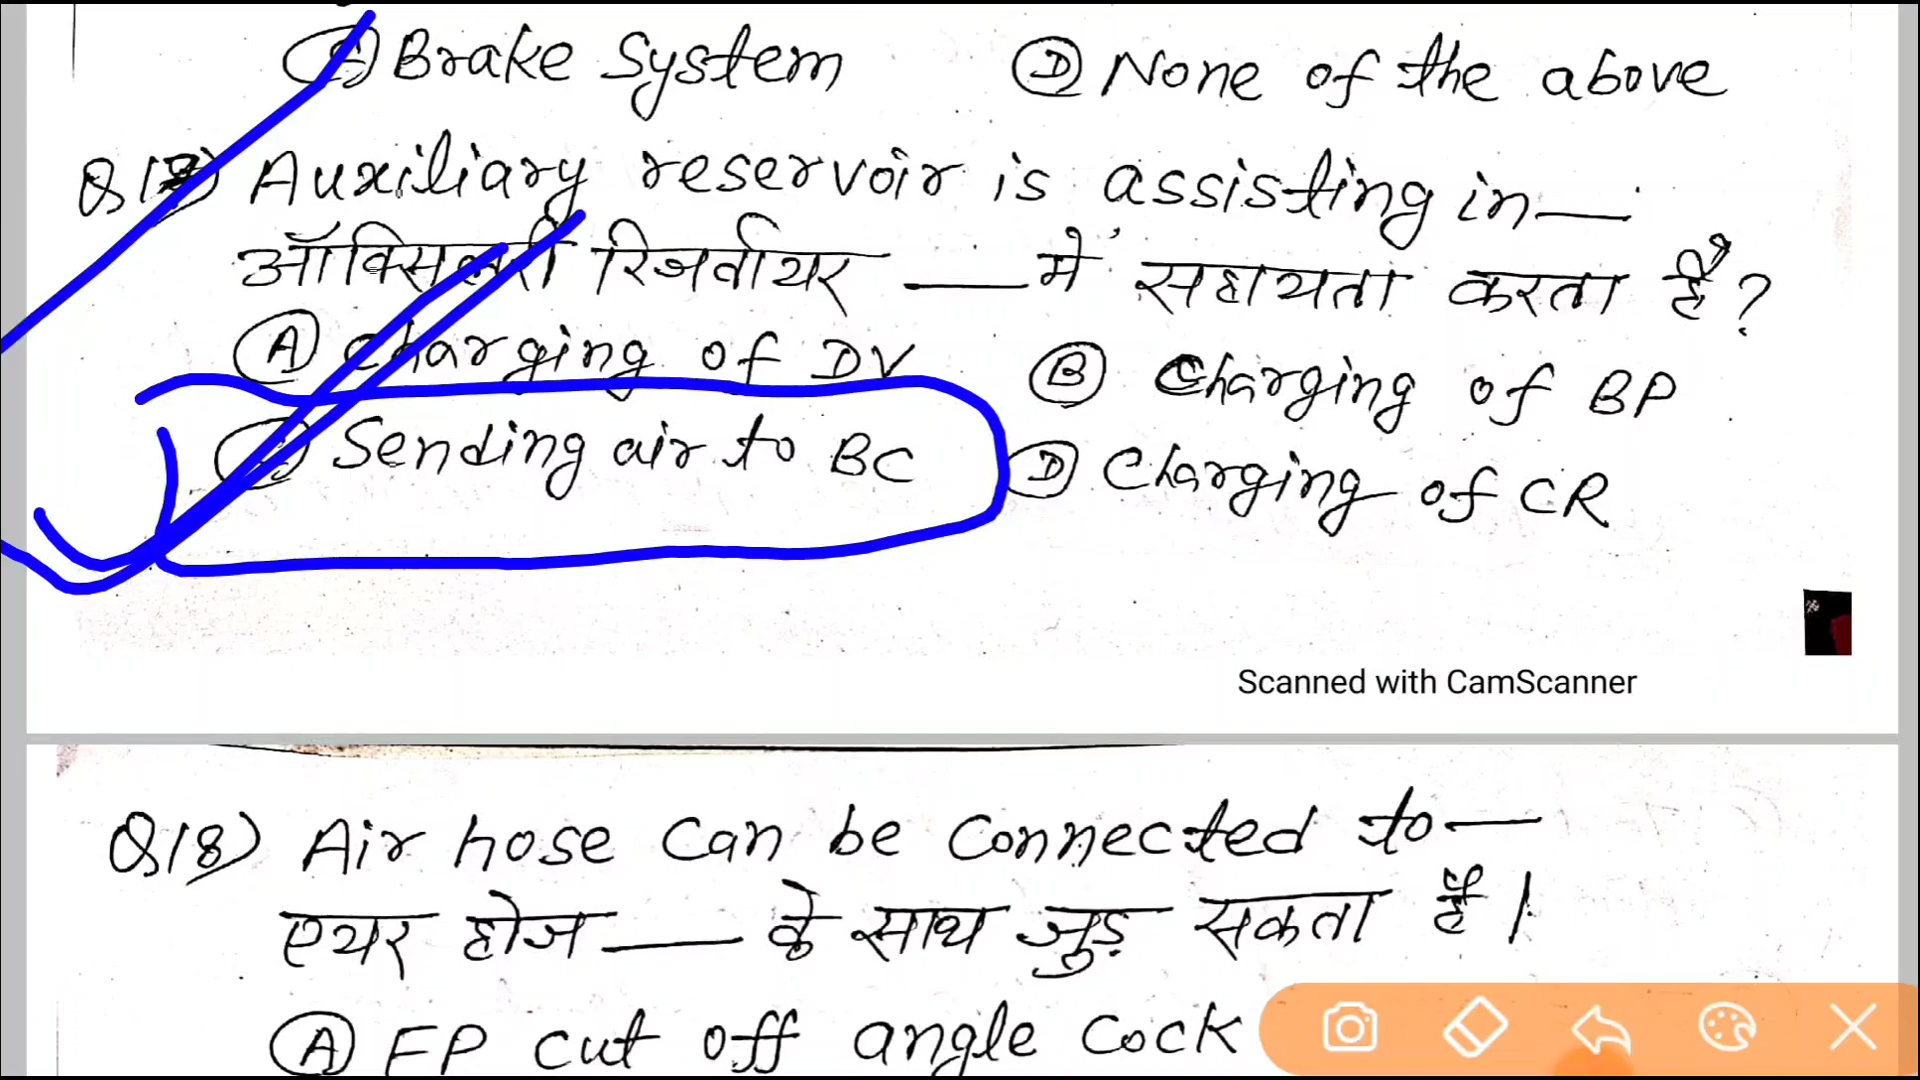 C Brake System D None of the above
Q17) Auxiliary reservoir is assisting in—
ऑक्सिलरी रिजर्वायर — में सहायता करता है?
A Charging of DV B Charging of BP
C Sending air to BC D Charging of CR
Scanned with CamScanner
Q18) Air hose can be connected to—
एयर होज — के साथ जुड़ सकता है।
A FP cut off angle cock